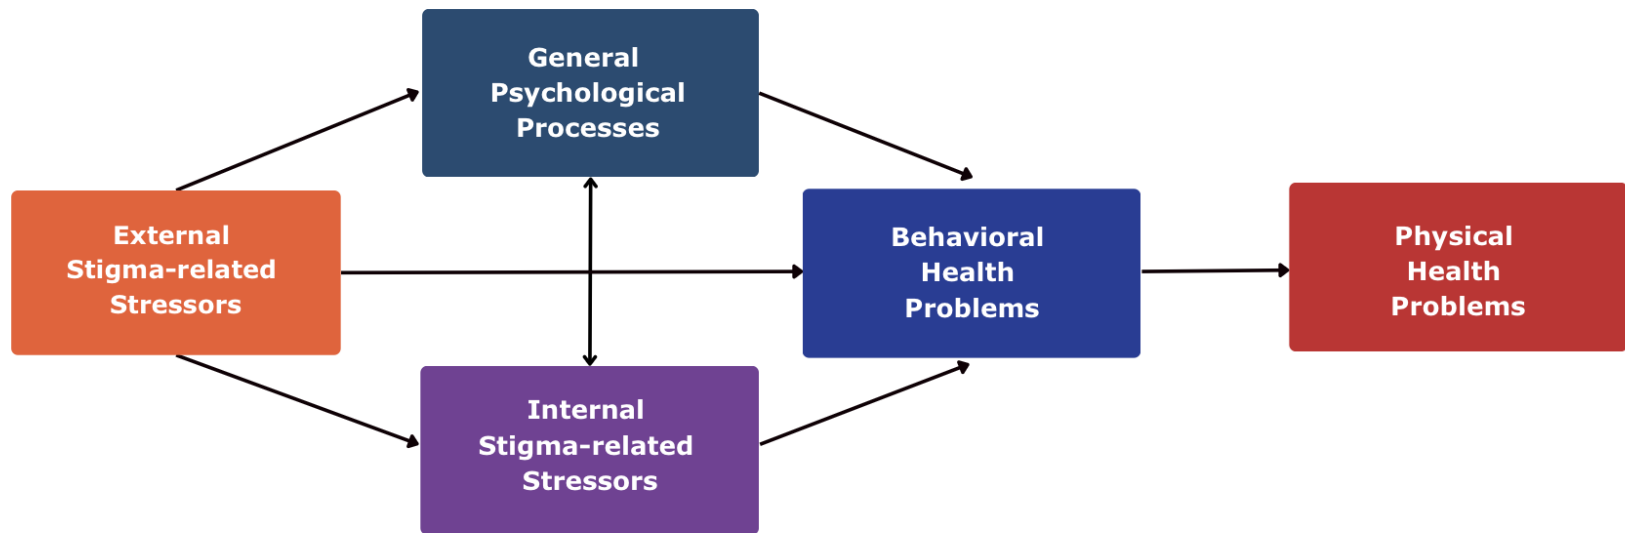 General
Psychological
Processes
External
Stigma-related
Stressors
Behavioral
Health
Problems
Physical
Health
Problems
Internal
Stigma-related
Stressors